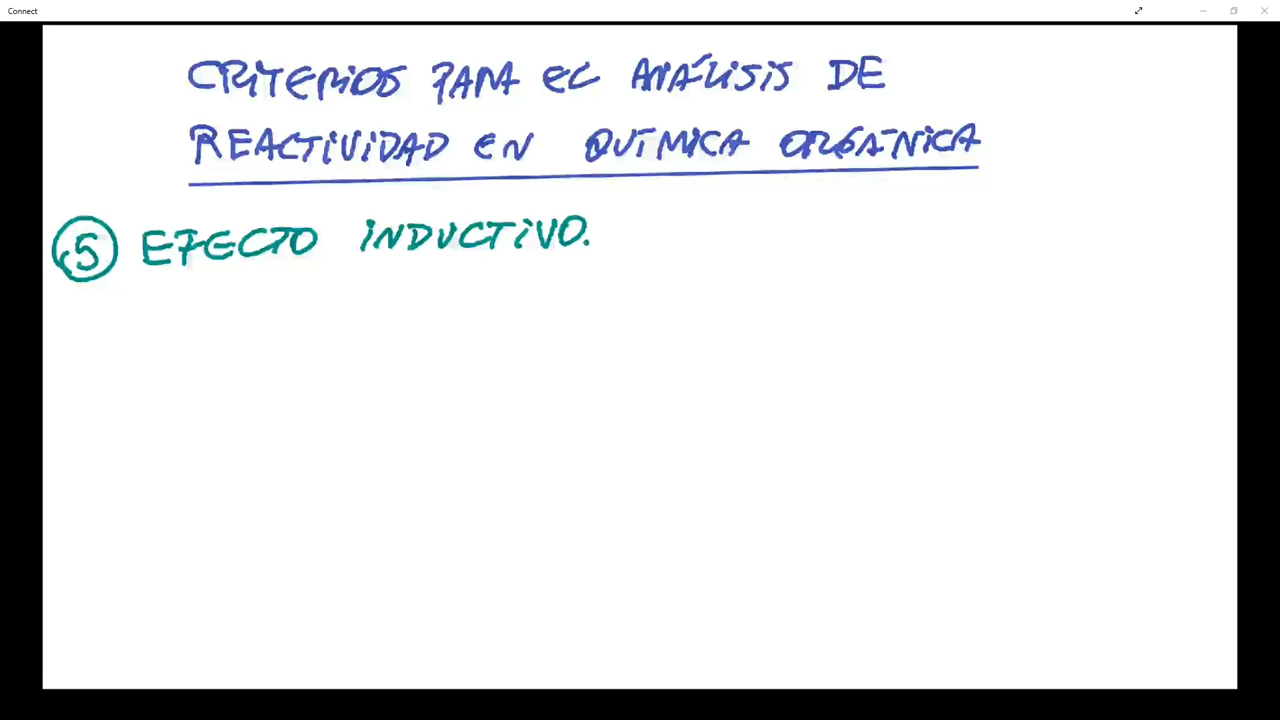 Connect
CRITERIOS PARA EL ANÁLISIS DE
REACTIVIDAD EN QUÍMICA ORGÁNICA
5 EFECTO INDUCTIVO.